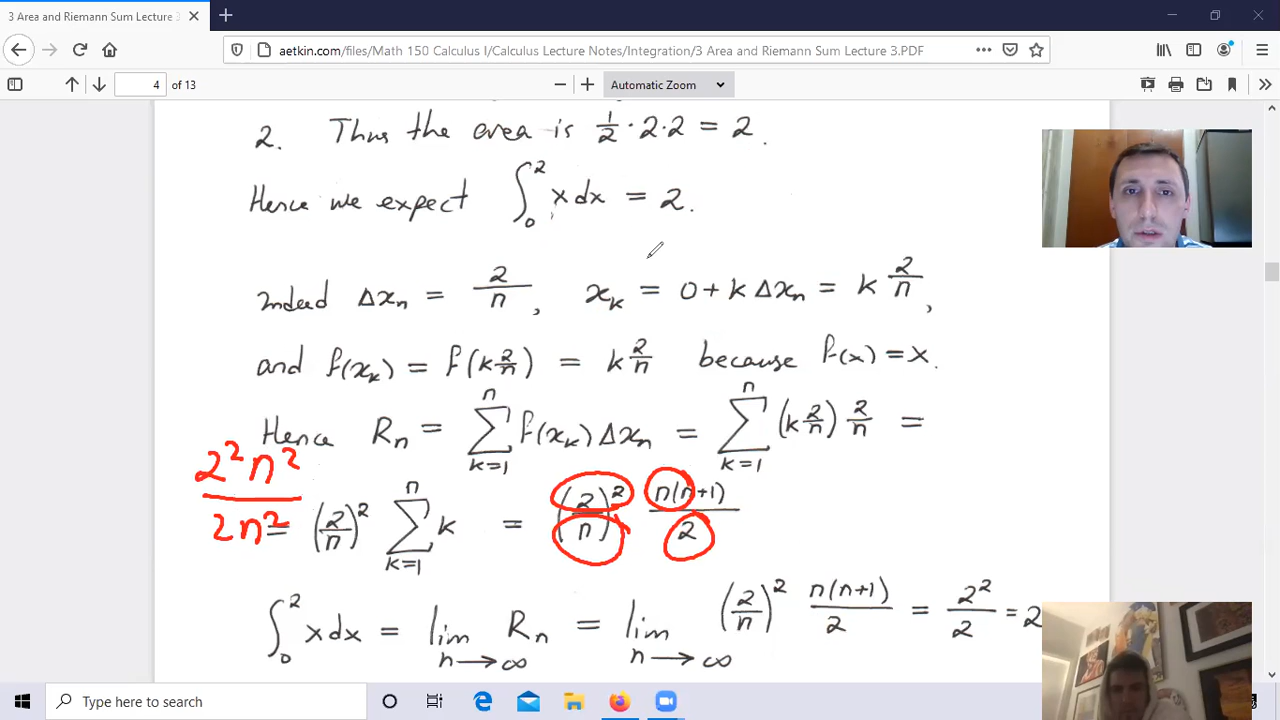 3 Area and Riemann Sum Lecture 3
aetkin.com/files/Math 150 Calculus I/Calculus Lecture Notes/Integration/3 Area and Riemann Sum Lecture 3.PDF
4 of 13
Automatic Zoom
2. Thus the area is 1/2 · 2 · 2 = 2.
Hence we expect ∫₀² x dx = 2.
Indeed Δxₙ = 2/n, xₖ = 0 + k Δxₙ = k 2/n,
and f(xₖ) = f(k 2/n) = k 2/n because f(x) = x.
Hence Rₙ = Σₖ₌₁ⁿ f(xₖ) Δxₙ = Σₖ₌₁ⁿ (k 2/n) 2/n =
2²n²/2n²
= (2/n)² Σₖ₌₁ⁿ k = (2/n)² n(n+1)/2
∫₀² x dx = lim n→∞ Rₙ = lim n→∞ (2/n)² n(n+1)/2 = 2²/2 = 2
Type here to search